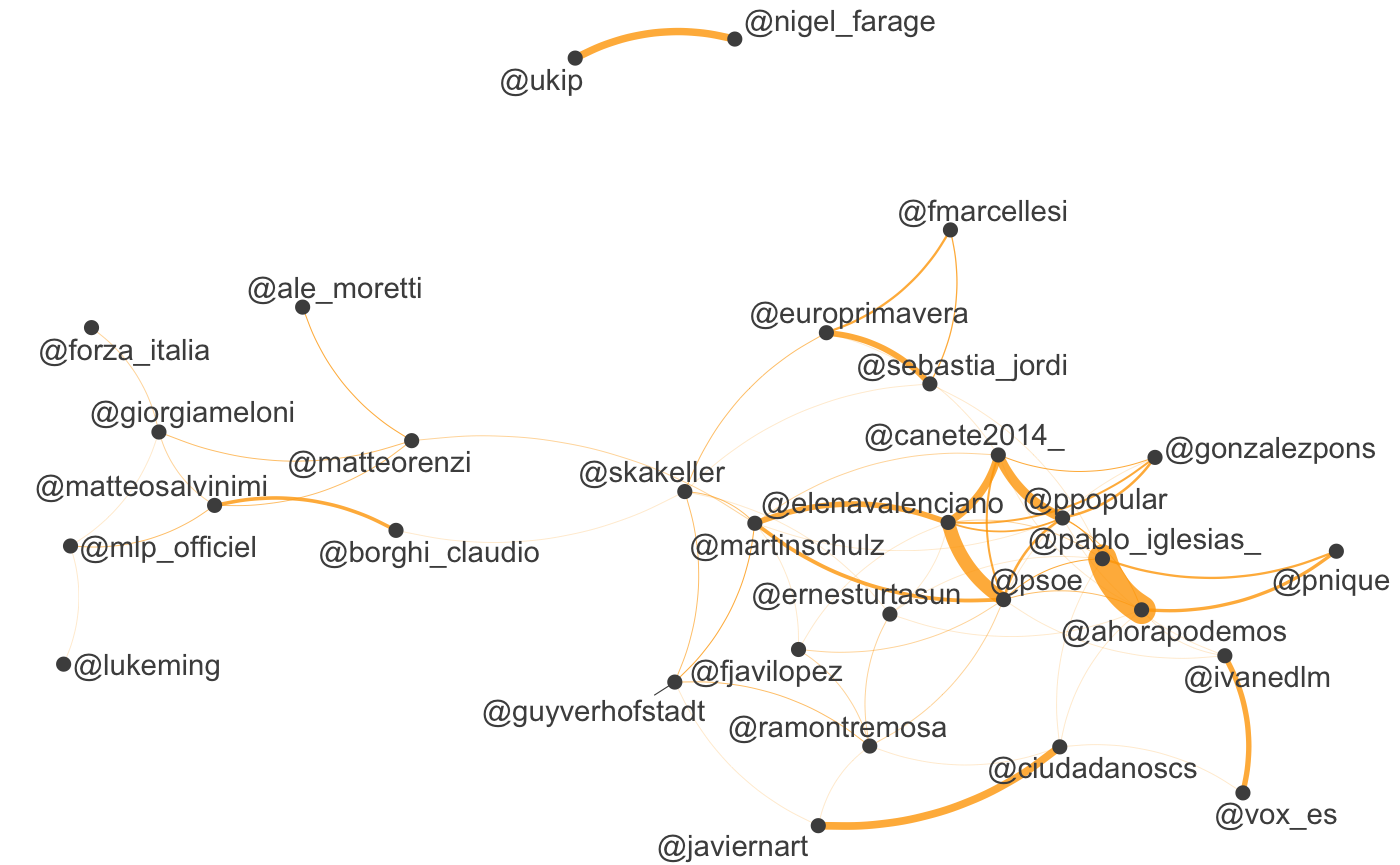 @nigel_farage
@ukip
@fmarcellesi
@ale_moretti
@europrimavera
@forza_italia
@sebastia_jordi
@giorgiameloni
@canete2014_
@gonzalezpons
@matteorenzi
@skakeller
@matteosalvinimi
@elenavalenciano
@ppopular
@pablo_iglesias_
@martinschulz
@mlp_officiel
@borghi_claudio
@psoe
@pnique
@ernesturtasun
@ahorapodemos
@lukeming
@fjavilopez
@ivanedlm
@guyverhofstadt
@ramontremosa
@ciudadanoscs
@vox_es
@javiernart